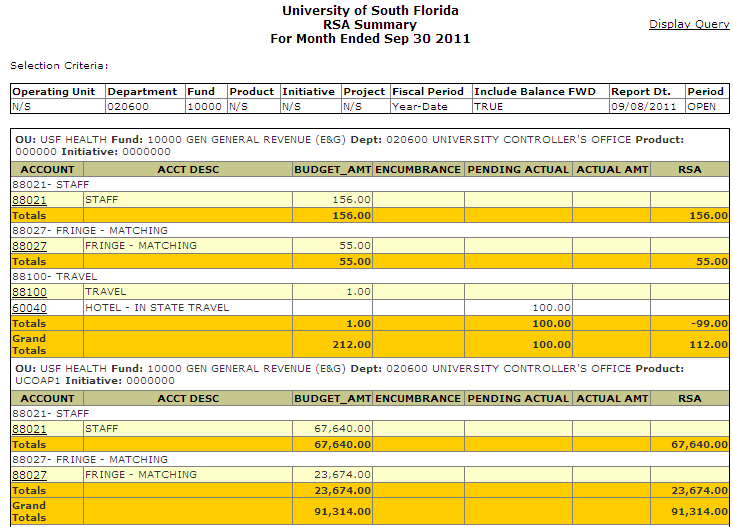 University of South Florida
RSA Summary
Display Query
For Month Ended Sep 30 2011
Selection Criteria:
Operating Unit Department Fund Product Initiative Project Fiscal Period Include Balance FWD Report Dt. Period
N/S 020600 10000 N/S N/S N/S Year-Date TRUE 09/08/2011 OPEN
OU: USF HEALTH Fund: 10000 GEN GENERAL REVENUE (E&G) Dept: 020600 UNIVERSITY CONTROLLER'S OFFICE Product:
000000 Initiative: 0000000
ACCOUNT ACCT DESC BUDGET_AMT ENCUMBRANCE PENDING ACTUAL ACTUAL AMT RSA
88021- STAFF
88021 STAFF 156.00
Totals 156.00 156.00
88027- FRINGE - MATCHING
88027 FRINGE - MATCHING 55.00
Totals 55.00 55.00
88100- TRAVEL
88100 TRAVEL 1.00
60040 HOTEL - IN STATE TRAVEL 100.00
Totals 1.00 100.00 -99.00
Grand
Totals 212.00 100.00 112.00
OU: USF HEALTH Fund: 10000 GEN GENERAL REVENUE (E&G) Dept: 020600 UNIVERSITY CONTROLLER'S OFFICE Product:
UCOAP1 Initiative: 0000000
ACCOUNT ACCT DESC BUDGET_AMT ENCUMBRANCE PENDING ACTUAL ACTUAL AMT RSA
88021- STAFF
88021 STAFF 67,640.00
Totals 67,640.00 67,640.00
88027- FRINGE - MATCHING
88027 FRINGE - MATCHING 23,674.00
Totals 23,674.00 23,674.00
Grand
Totals 91,314.00 91,314.00